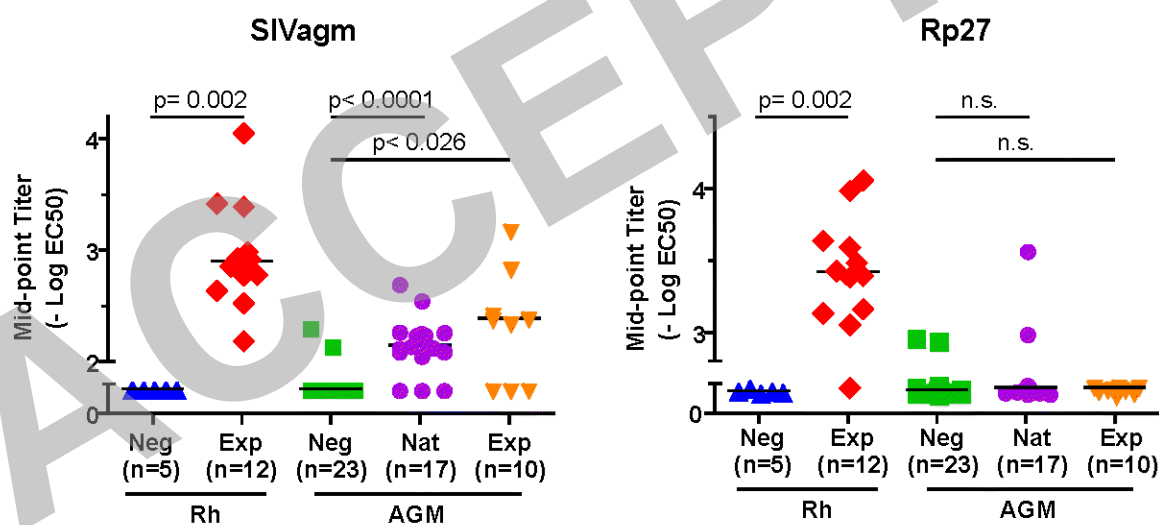 SIVagm
p= 0.002
p< 0.0001
p< 0.026
Mid-point Titer
(- Log EC50)
4
3
2
0
Neg
(n=5)
Exp
(n=12)
Neg
(n=23)
Nat
(n=17)
Exp
(n=10)
Rh
AGM
Rp27
p= 0.002
n.s.
n.s.
Mid-point Titer
(- Log EC50)
4
3
0
Neg
(n=5)
Exp
(n=12)
Neg
(n=23)
Nat
(n=17)
Exp
(n=10)
Rh
AGM
ACCEP